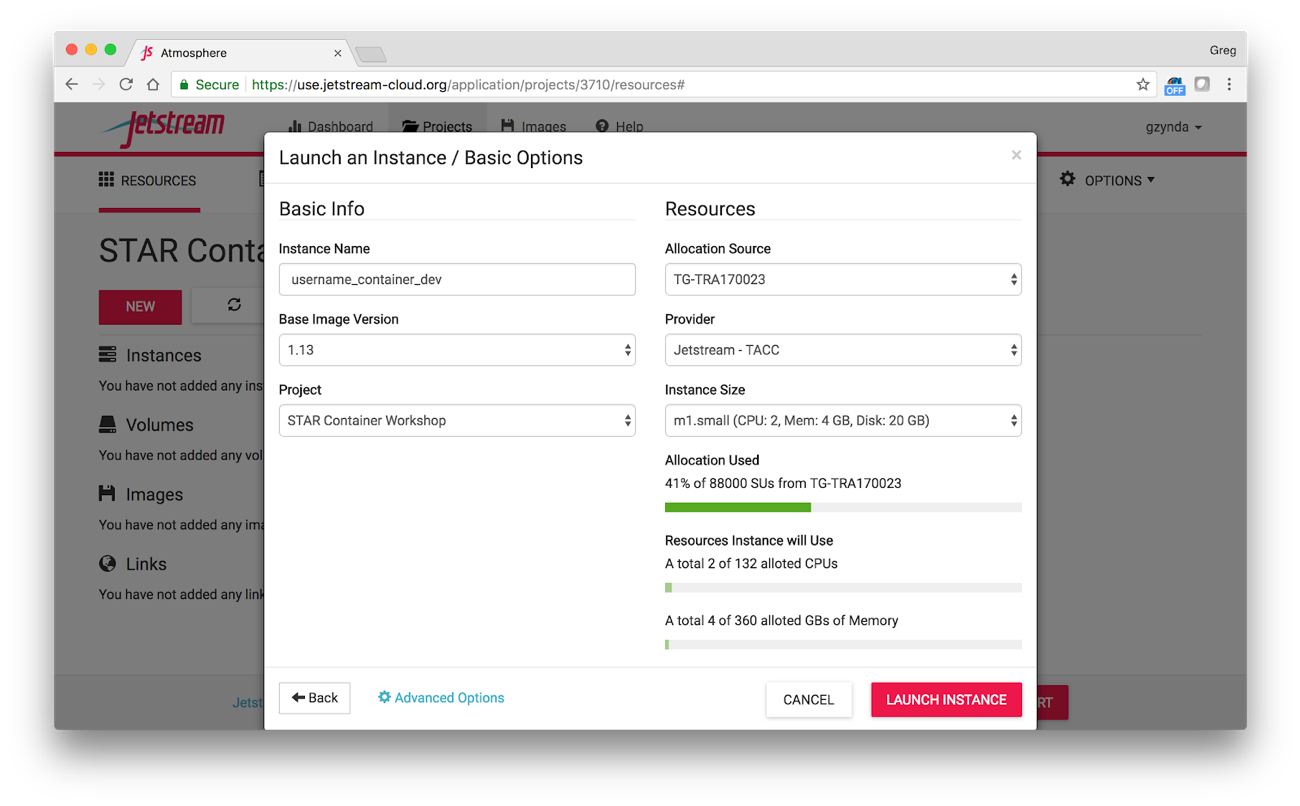 Atmosphere
Greg
Secure https://use.jetstream-cloud.org/application/projects/3710/resources#
OFF
Jetstream Dashboard Projects Images Help gzynda
RESOURCES OPTIONS
STAR Conta
NEW
Instances
You have not added any ins
Volumes
You have not added any vol
Images
You have not added any ima
Links
You have not added any link
Jetst
RT
Launch an Instance / Basic Options ×
Basic Info
Instance Name
username_container_dev
Base Image Version
1.13
Project
STAR Container Workshop
Resources
Allocation Source
TG-TRA170023
Provider
Jetstream - TACC
Instance Size
m1.small (CPU: 2, Mem: 4 GB, Disk: 20 GB)
Allocation Used
41% of 88000 SUs from TG-TRA170023
Resources Instance will Use
A total 2 of 132 alloted CPUs
A total 4 of 360 alloted GBs of Memory
Back Advanced Options CANCEL LAUNCH INSTANCE